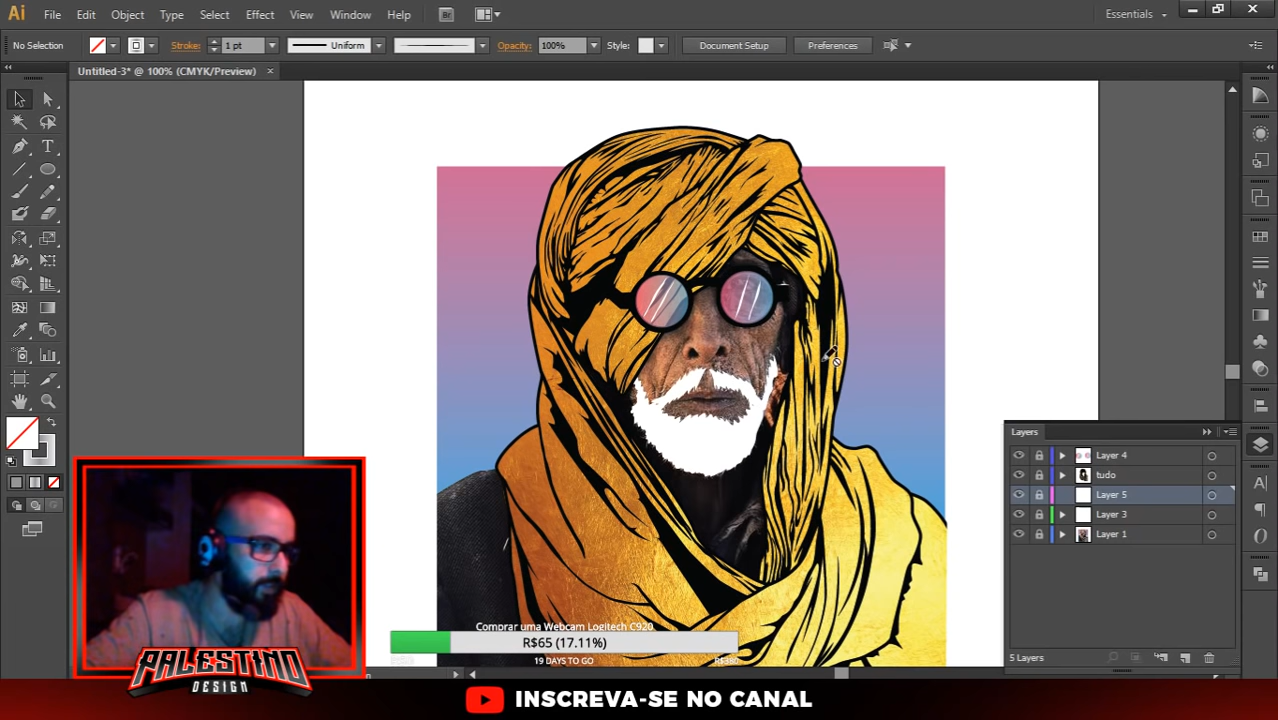 Ai File Edit Object Type Select Effect View Window Help Br Essentials
No Selection Stroke: 1 pt Uniform Opacity: 100% Style: Document Setup Preferences
Untitled-3* @ 100% (CMYK/Preview)
Layers
Layer 4
tudo
Layer 5
Layer 3
Layer 1
5 Layers
Comprar uma Webcam Logitech C920
R$65 (17.11%)
19 DAYS TO GO
R$380
PALESTINO
DESIGN
INSCREVA-SE NO CANAL